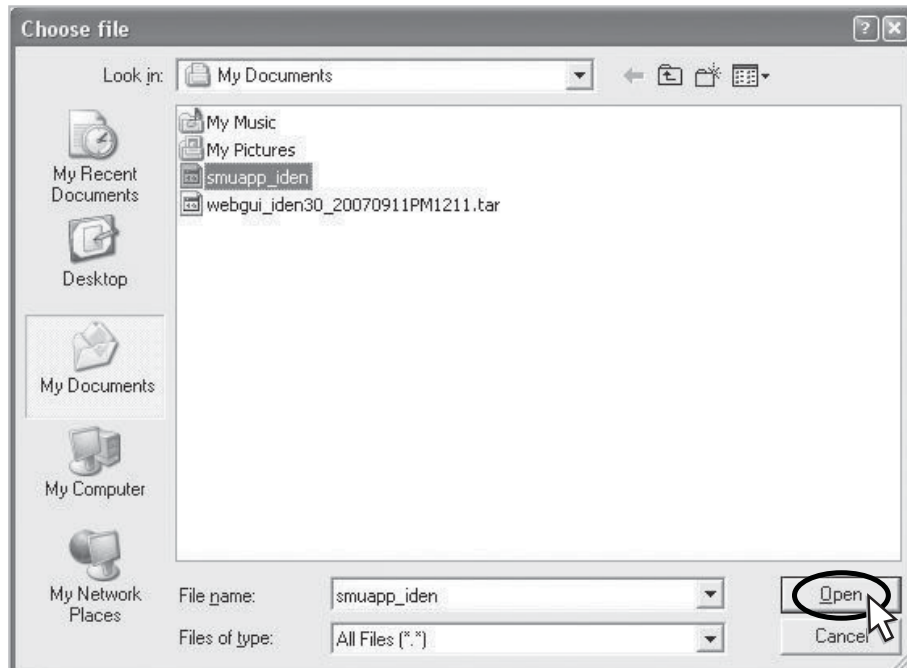 Choose file
Look in:
My Documents
My Recent
Documents
Desktop
My Documents
My Computer
My Network
Places
My Music
My Pictures
smuapp_iden
webgui_iden30_20070911PM1211.tar
File name:
smuapp_iden
Open
Files of type:
All Files (*.*)
Cancel